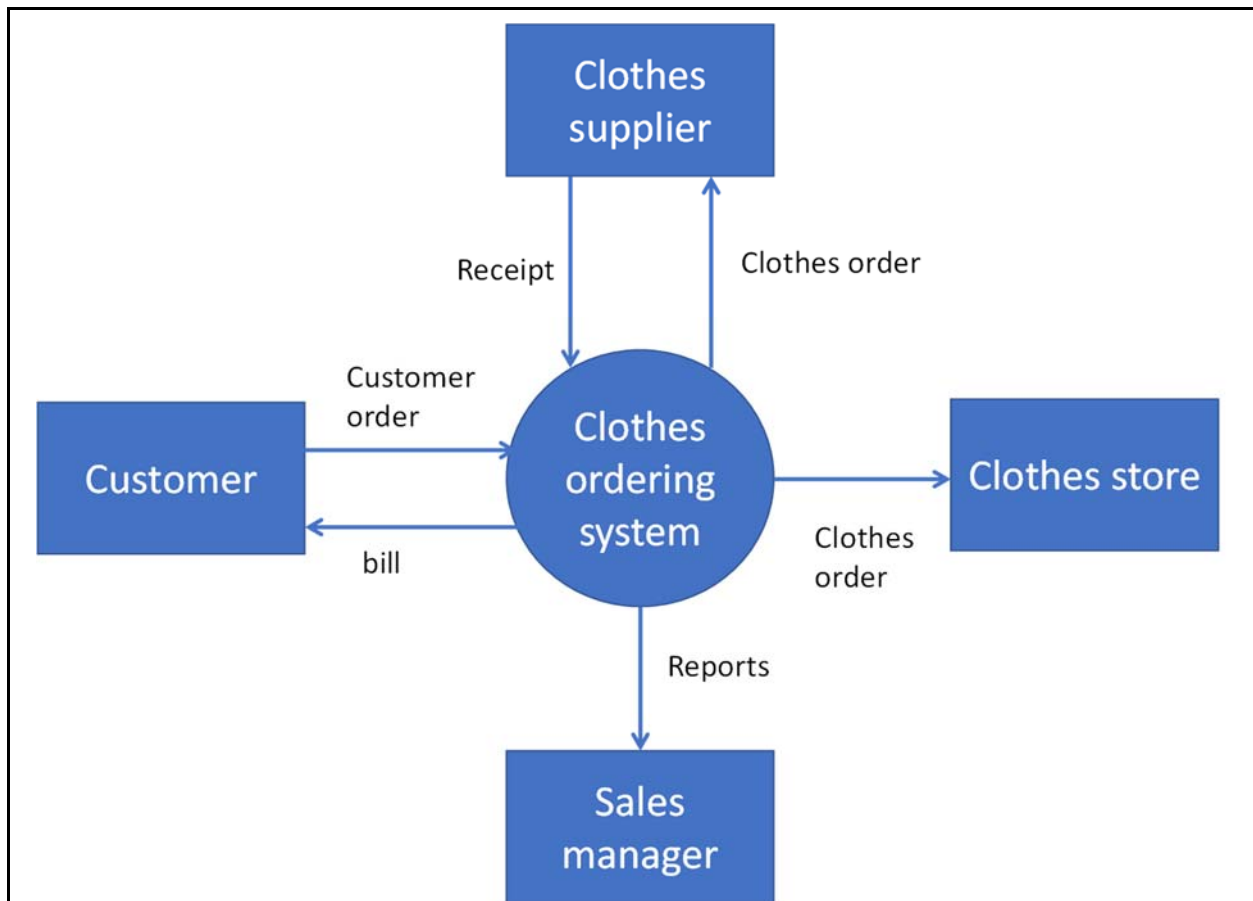 Clothes
supplier
Receipt
Clothes order
Customer
order
Customer
Clothes
ordering
system
Clothes store
bill
Clothes
order
Reports
Sales
manager